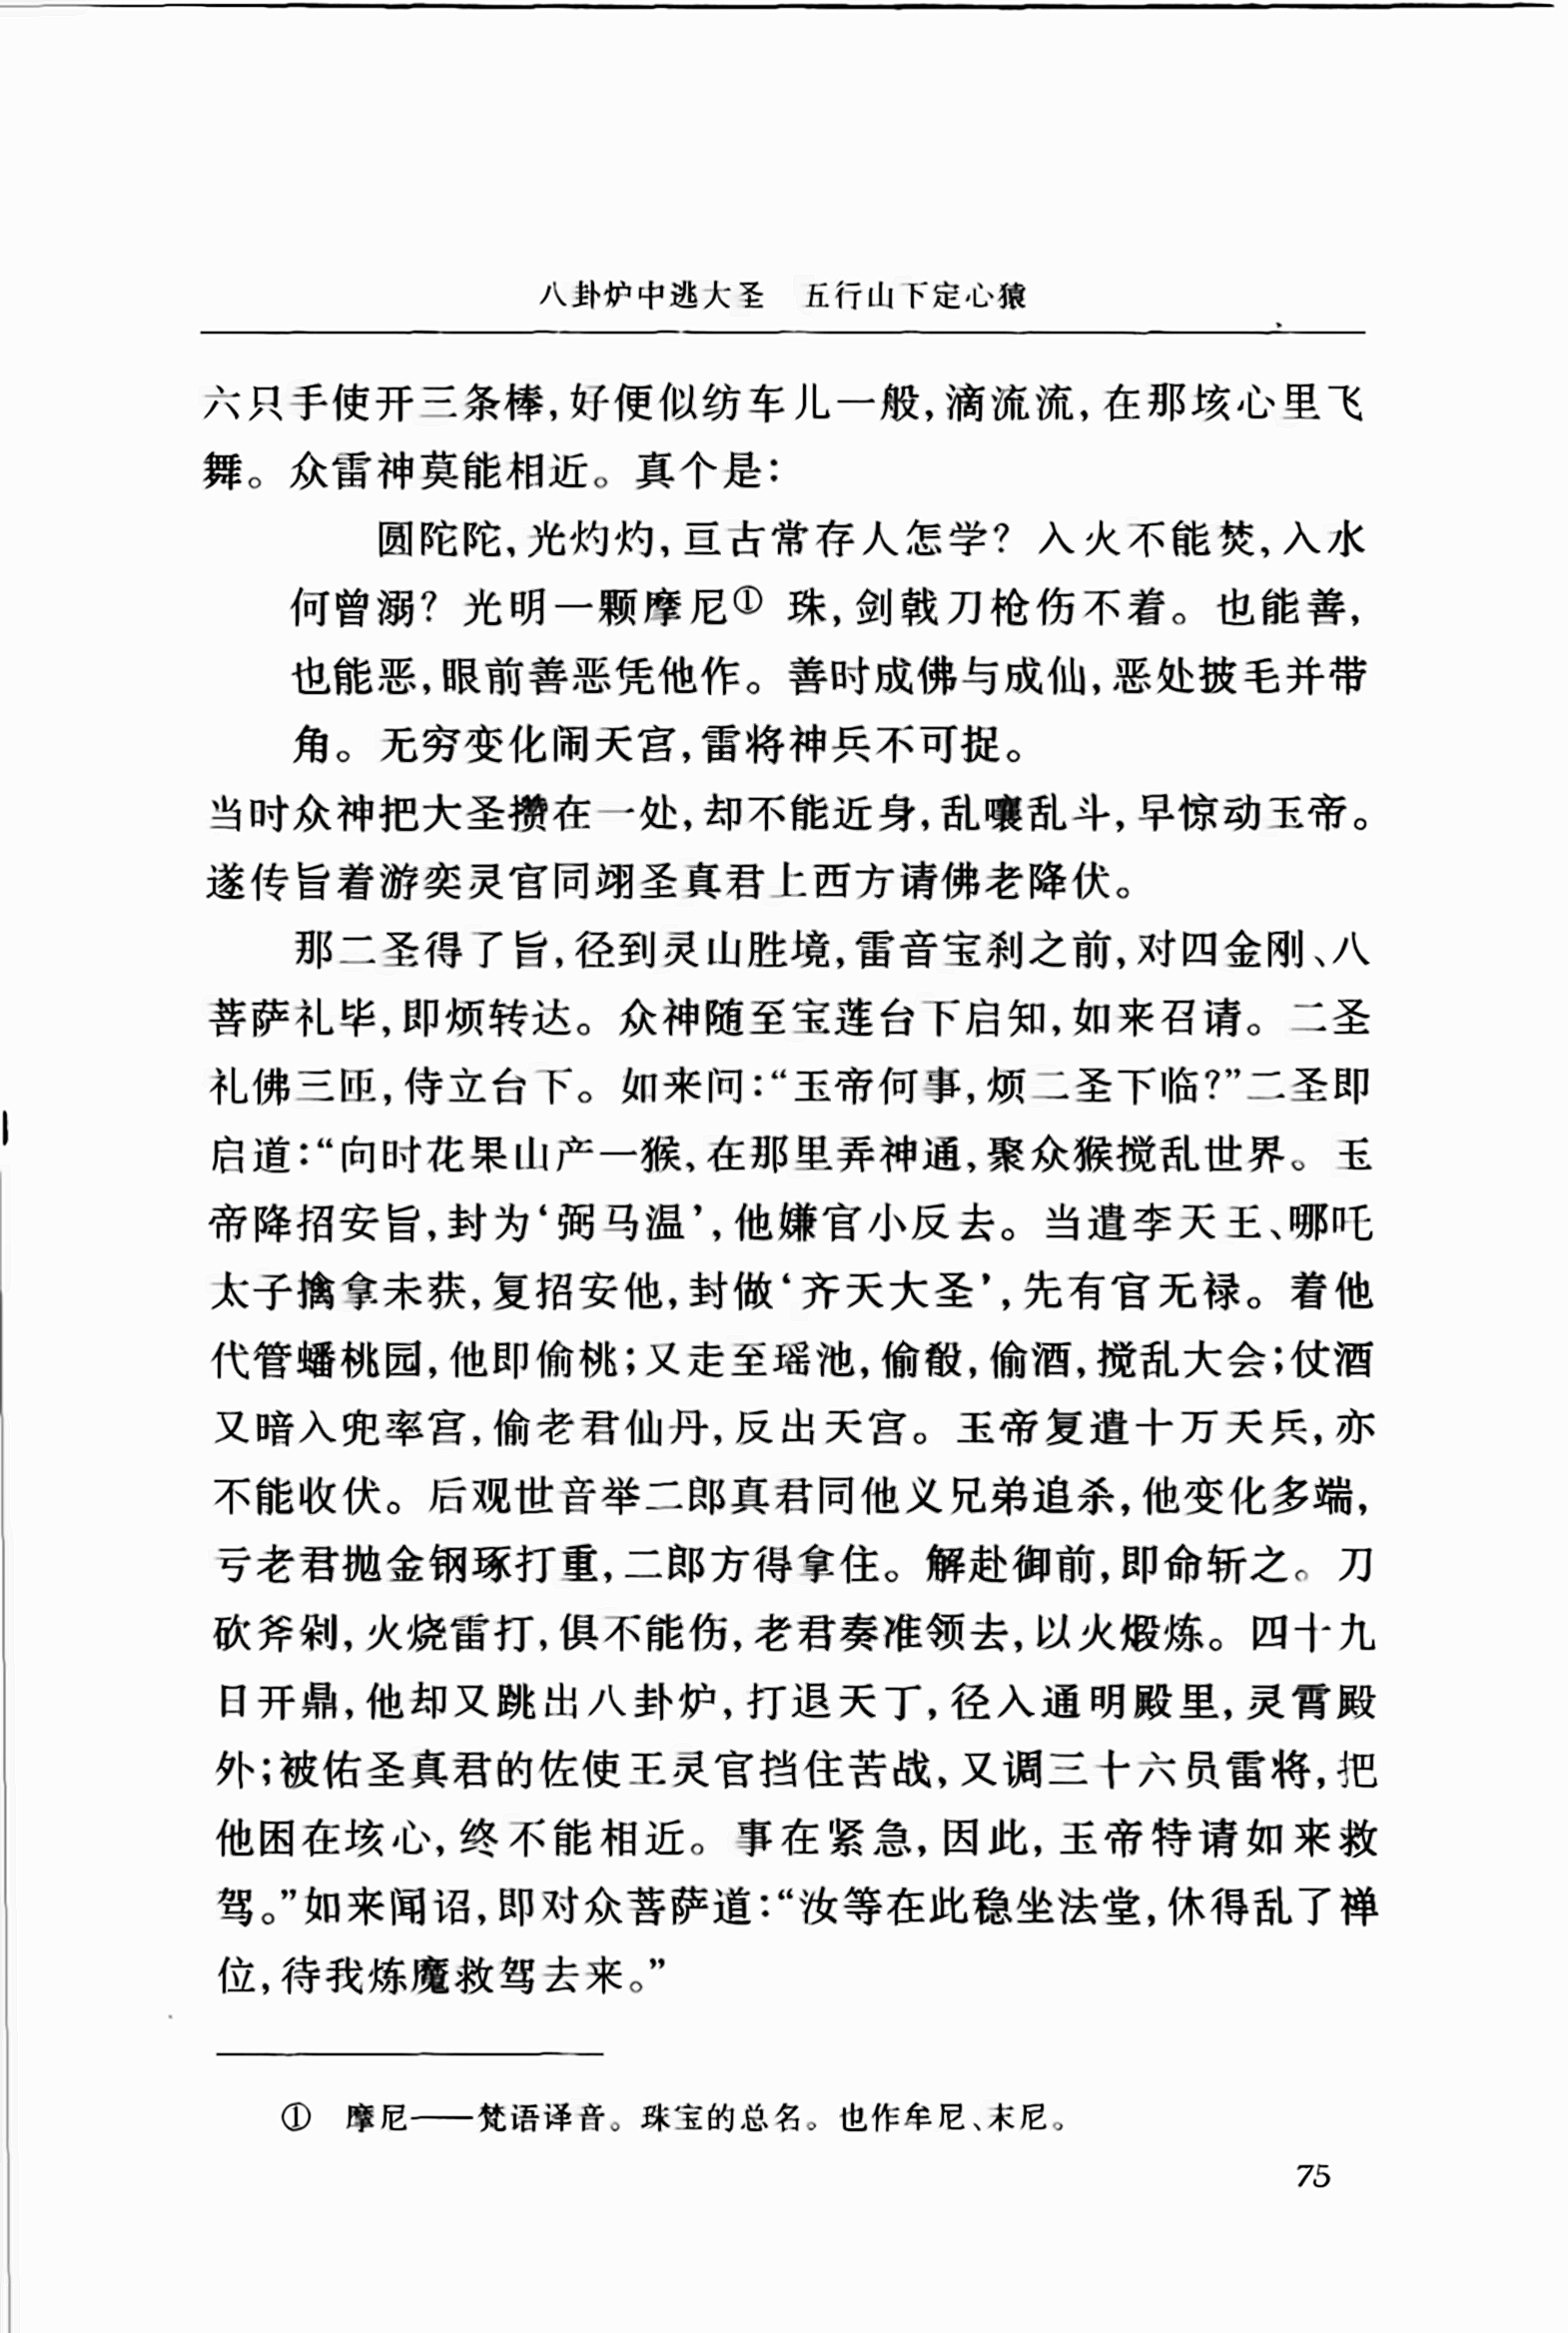 八卦炉中逃大圣　五行山下定心猿
六只手使开三条棒,好便似纺车儿一般,滴流流,在那垓心里飞
舞。众雷神莫能相近。真个是:
圆陀陀,光灼灼,亘古常存人怎学？入火不能焚,入水
何曾溺？光明一颗摩尼① 珠,剑戟刀枪伤不着。也能善,
也能恶,眼前善恶凭他作。善时成佛与成仙,恶处披毛并带
角。无穷变化闹天宫,雷将神兵不可捉。
当时众神把大圣攒在一处,却不能近身,乱嚷乱斗,早惊动玉帝。
遂传旨着游奕灵官同翊圣真君上西方请佛老降伏。
那二圣得了旨,径到灵山胜境,雷音宝刹之前,对四金刚、八
菩萨礼毕,即烦转达。众神随至宝莲台下启知,如来召请。二圣
礼佛三匝,侍立台下。如来问:“玉帝何事,烦二圣下临?”二圣即
启道:“向时花果山产一猴,在那里弄神通,聚众猴搅乱世界。玉
帝降招安旨,封为‘弼马温’,他嫌官小反去。当遣李天王、哪吒
太子擒拿未获,复招安他,封做‘齐天大圣’,先有官无禄。着他
代管蟠桃园,他即偷桃;又走至瑶池,偷殽,偷酒,搅乱大会;仗酒
又暗入兜率宫,偷老君仙丹,反出天宫。玉帝复遣十万天兵,亦
不能收伏。后观世音举二郎真君同他义兄弟追杀,他变化多端,
亏老君抛金钢琢打重,二郎方得拿住。解赴御前,即命斩之。刀
砍斧剁,火烧雷打,俱不能伤,老君奏准领去,以火煅炼。四十九
日开鼎,他却又跳出八卦炉,打退天丁,径入通明殿里,灵霄殿
外;被佑圣真君的佐使王灵官挡住苦战,又调三十六员雷将,把
他困在垓心,终不能相近。事在紧急,因此,玉帝特请如来救
驾。”如来闻诏,即对众菩萨道:“汝等在此稳坐法堂,休得乱了禅
位,待我炼魔救驾去来。”
①　摩尼——梵语译音。珠宝的总名。也作牟尼、末尼。
75